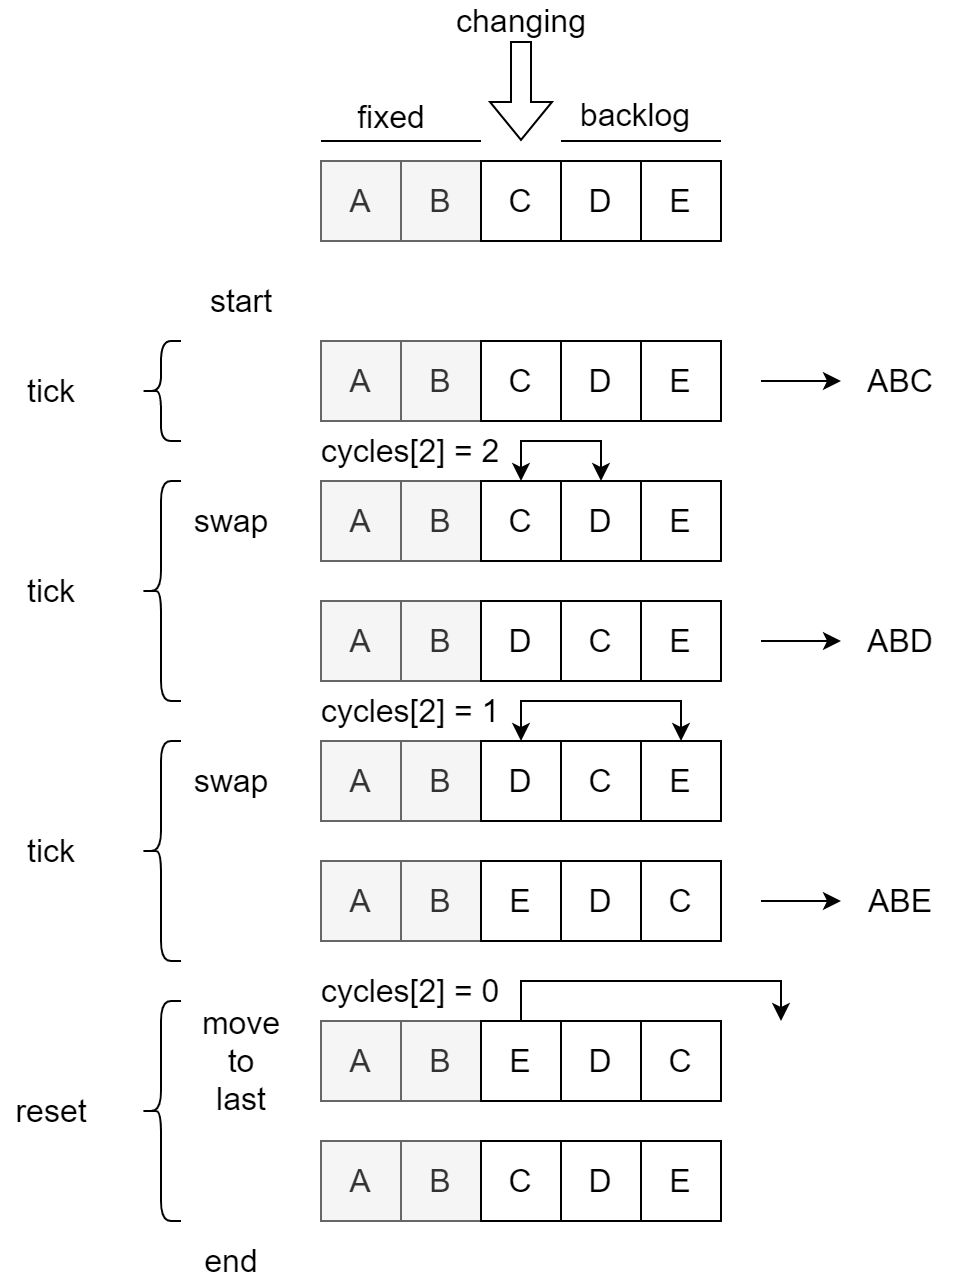 changing
fixed
backlog
A B C D E
start
tick
A B C D E
ABC
cycles[2] = 2
swap
A B C D E
tick
A B D C E
ABD
cycles[2] = 1
swap
A B D C E
tick
A B E D C
ABE
cycles[2] = 0
move
to
last
A B E D C
reset
A B C D E
end